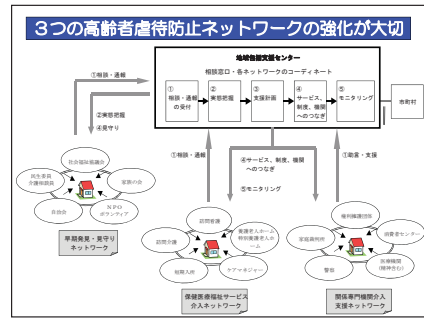 ３つの高齢者虐待防止ネットワークの強化が大切
地域包括支援センター
相談窓口・各ネットワークのコーディネート
①
相談・通報
の受付
②
実態把握
③
支援計画
④
サービス、
制度、機関
へのつなぎ
⑤
モニタリング
市町村
①相談・通報
②実態把握
④見守り
①相談・通報
④サービス、制度、機関
へのつなぎ
⑤モニタリング
①助言・支援
社会福祉協議会
民生委員
介護相談員
家族の会
自治会
ＮＰＯ
ボランティア
早期発見・見守り
ネットワーク
訪問看護
訪問介護
養護老人ホーム
特別養護老人ホーム
短期入所
ケアマネジャー
保健医療福祉サービス
介入ネットワーク
権利擁護団体
家庭裁判所
消費者センター
警察
医療機関
(精神含む)
関係専門機関介入
支援ネットワーク